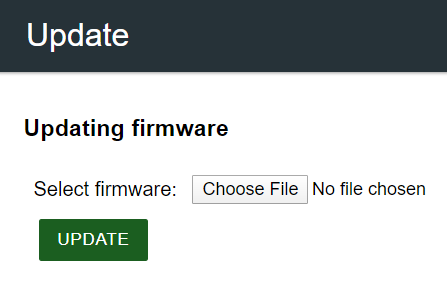 Update
Updating firmware
Select firmware: Choose File No file chosen
UPDATE